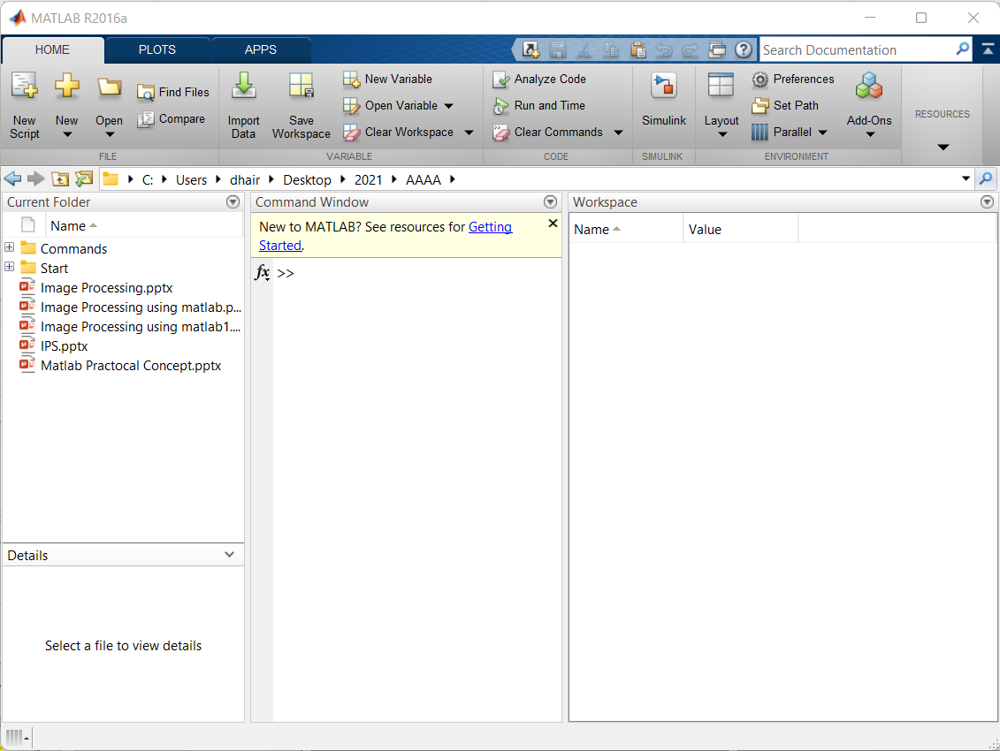 MATLAB R2016a
HOME PLOTS APPS
Search Documentation
New Script
New
Open
Find Files
Compare
FILE
Import Data
Save Workspace
New Variable
Open Variable
Clear Workspace
VARIABLE
Analyze Code
Run and Time
Clear Commands
CODE
Simulink
SIMULINK
Layout
Preferences
Set Path
Parallel
Add-Ons
ENVIRONMENT
RESOURCES
C: Users dhair Desktop 2021 AAAA
Current Folder
Name
Commands
Start
Image Processing.pptx
Image Processing using matlab.p...
Image Processing using matlab1....
IPS.pptx
Matlab Practocal Concept.pptx
Details
Select a file to view details
Command Window
New to MATLAB? See resources for Getting
Started.
fx >>
Workspace
Name Value